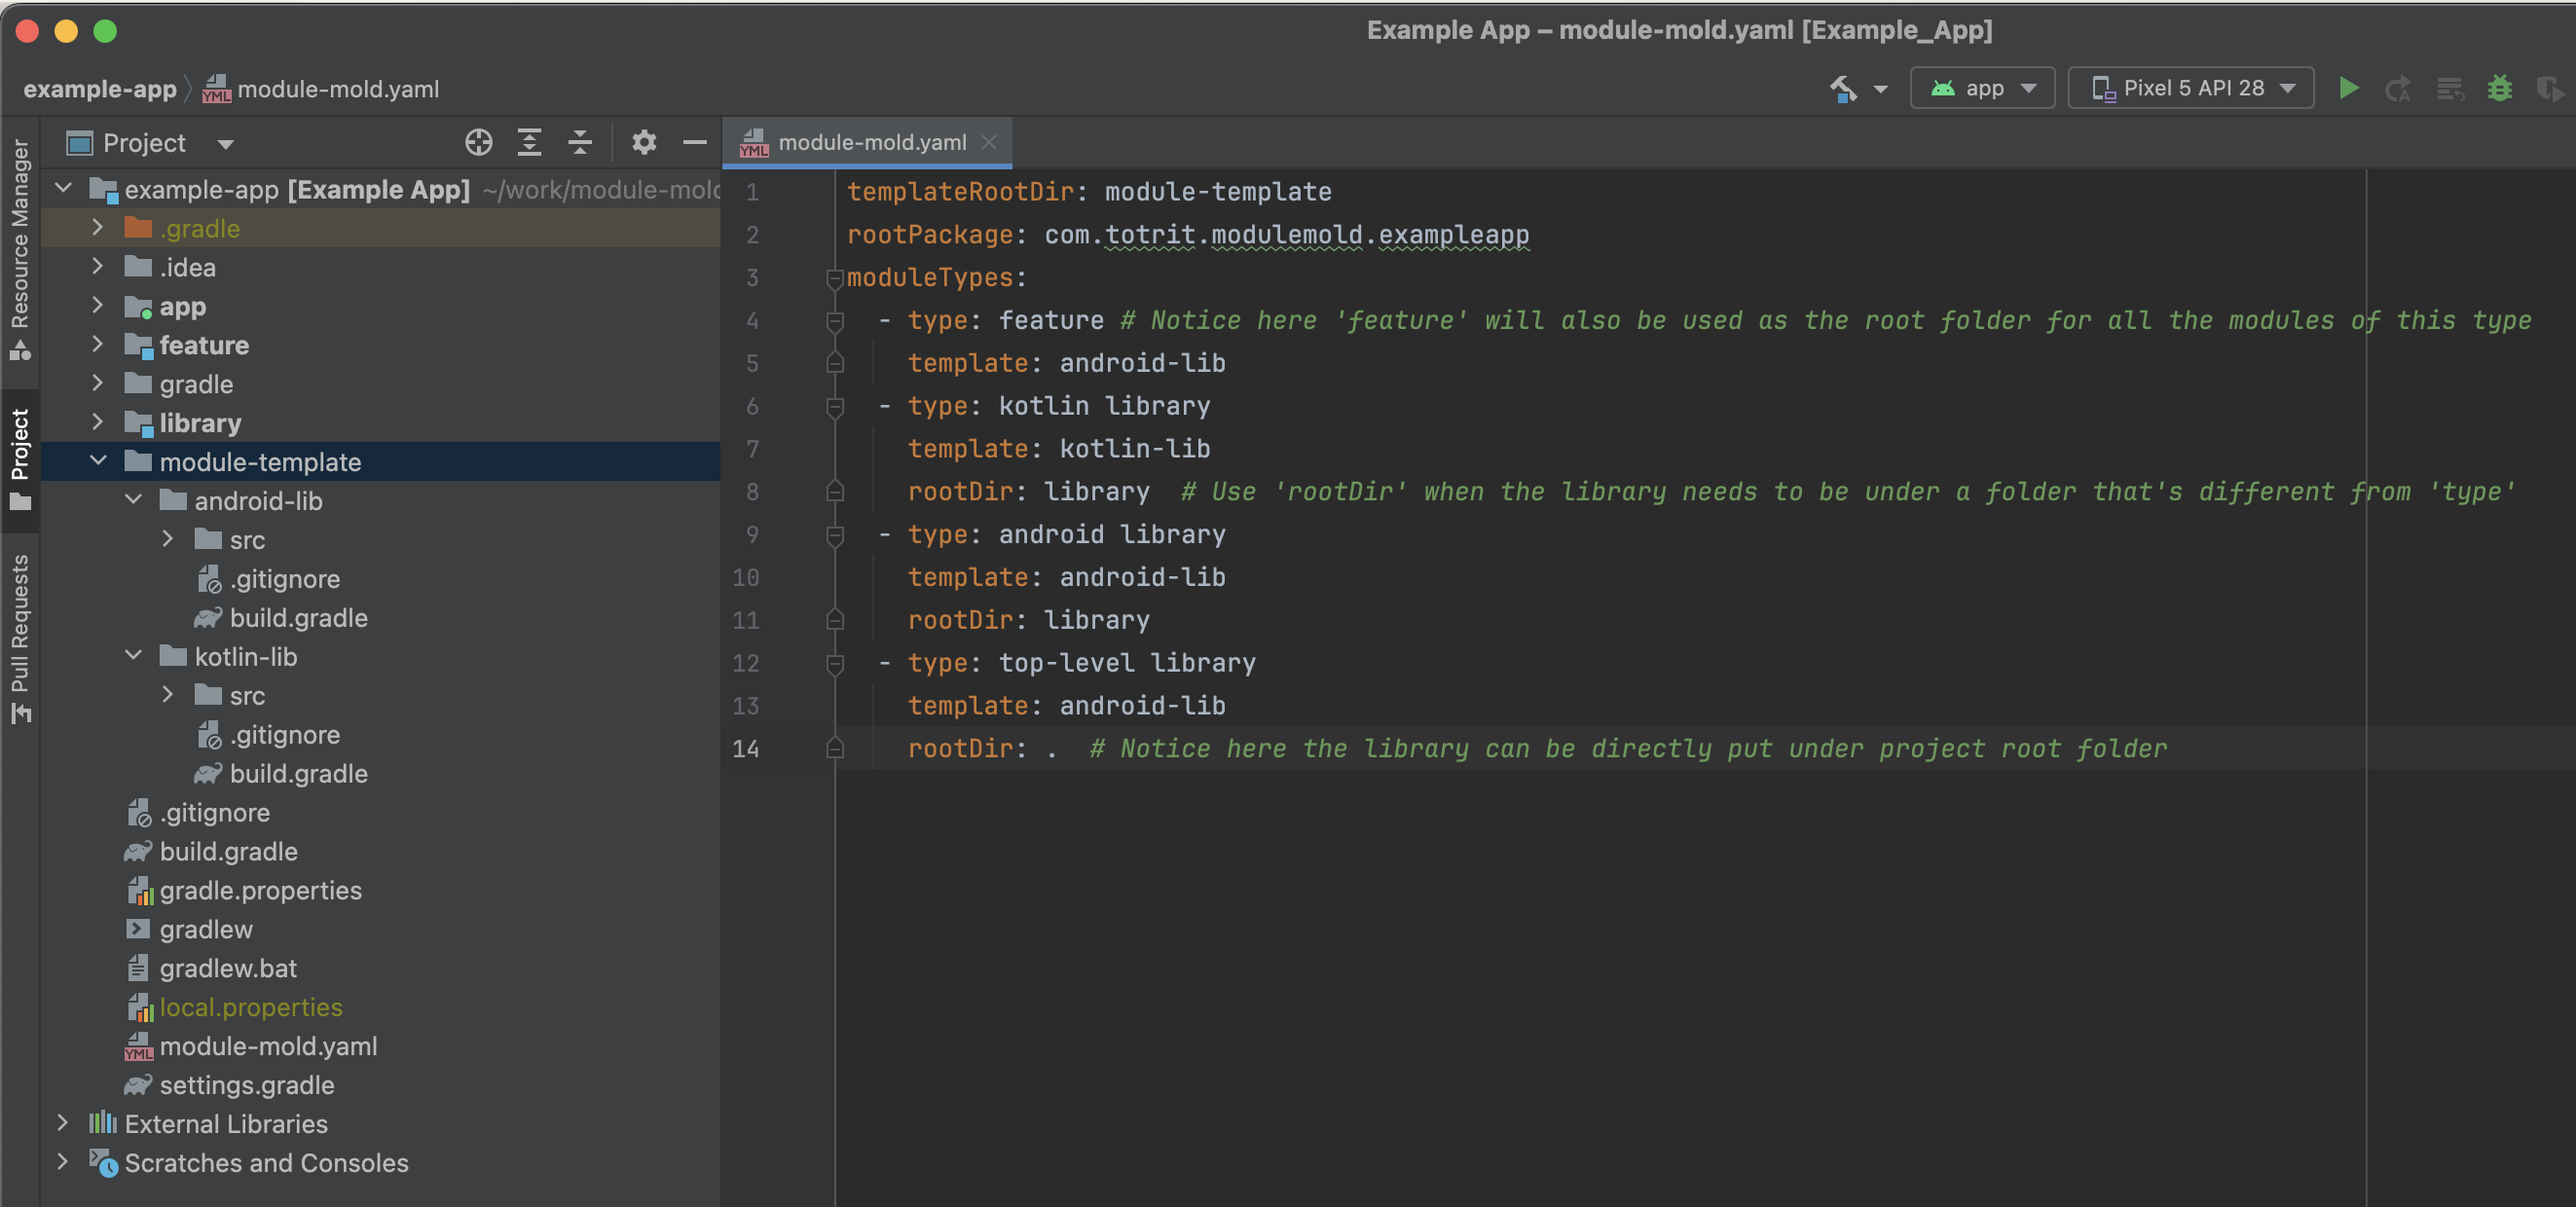 Example App – module-mold.yaml [Example_App]
example-app
YML module-mold.yaml
app
Pixel 5 API 28
Resource Manager
Project
Pull Requests
Project
example-app [Example App] ~/work/module-mold
.gradle
.idea
app
feature
gradle
library
module-template
android-lib
src
.gitignore
build.gradle
kotlin-lib
src
.gitignore
build.gradle
.gitignore
build.gradle
gradle.properties
gradlew
gradlew.bat
local.properties
YML module-mold.yaml
settings.gradle
External Libraries
Scratches and Consoles
YML module-mold.yaml
1 templateRootDir: module-template
2 rootPackage: com.totrit.modulemold.exampleapp
3 moduleTypes:
4 - type: feature # Notice here 'feature' will also be used as the root folder for all the modules of this type
5 template: android-lib
6 - type: kotlin library
7 template: kotlin-lib
8 rootDir: library # Use 'rootDir' when the library needs to be under a folder that's different from 'type'
9 - type: android library
10 template: android-lib
11 rootDir: library
12 - type: top-level library
13 template: android-lib
14 rootDir: . # Notice here the library can be directly put under project root folder